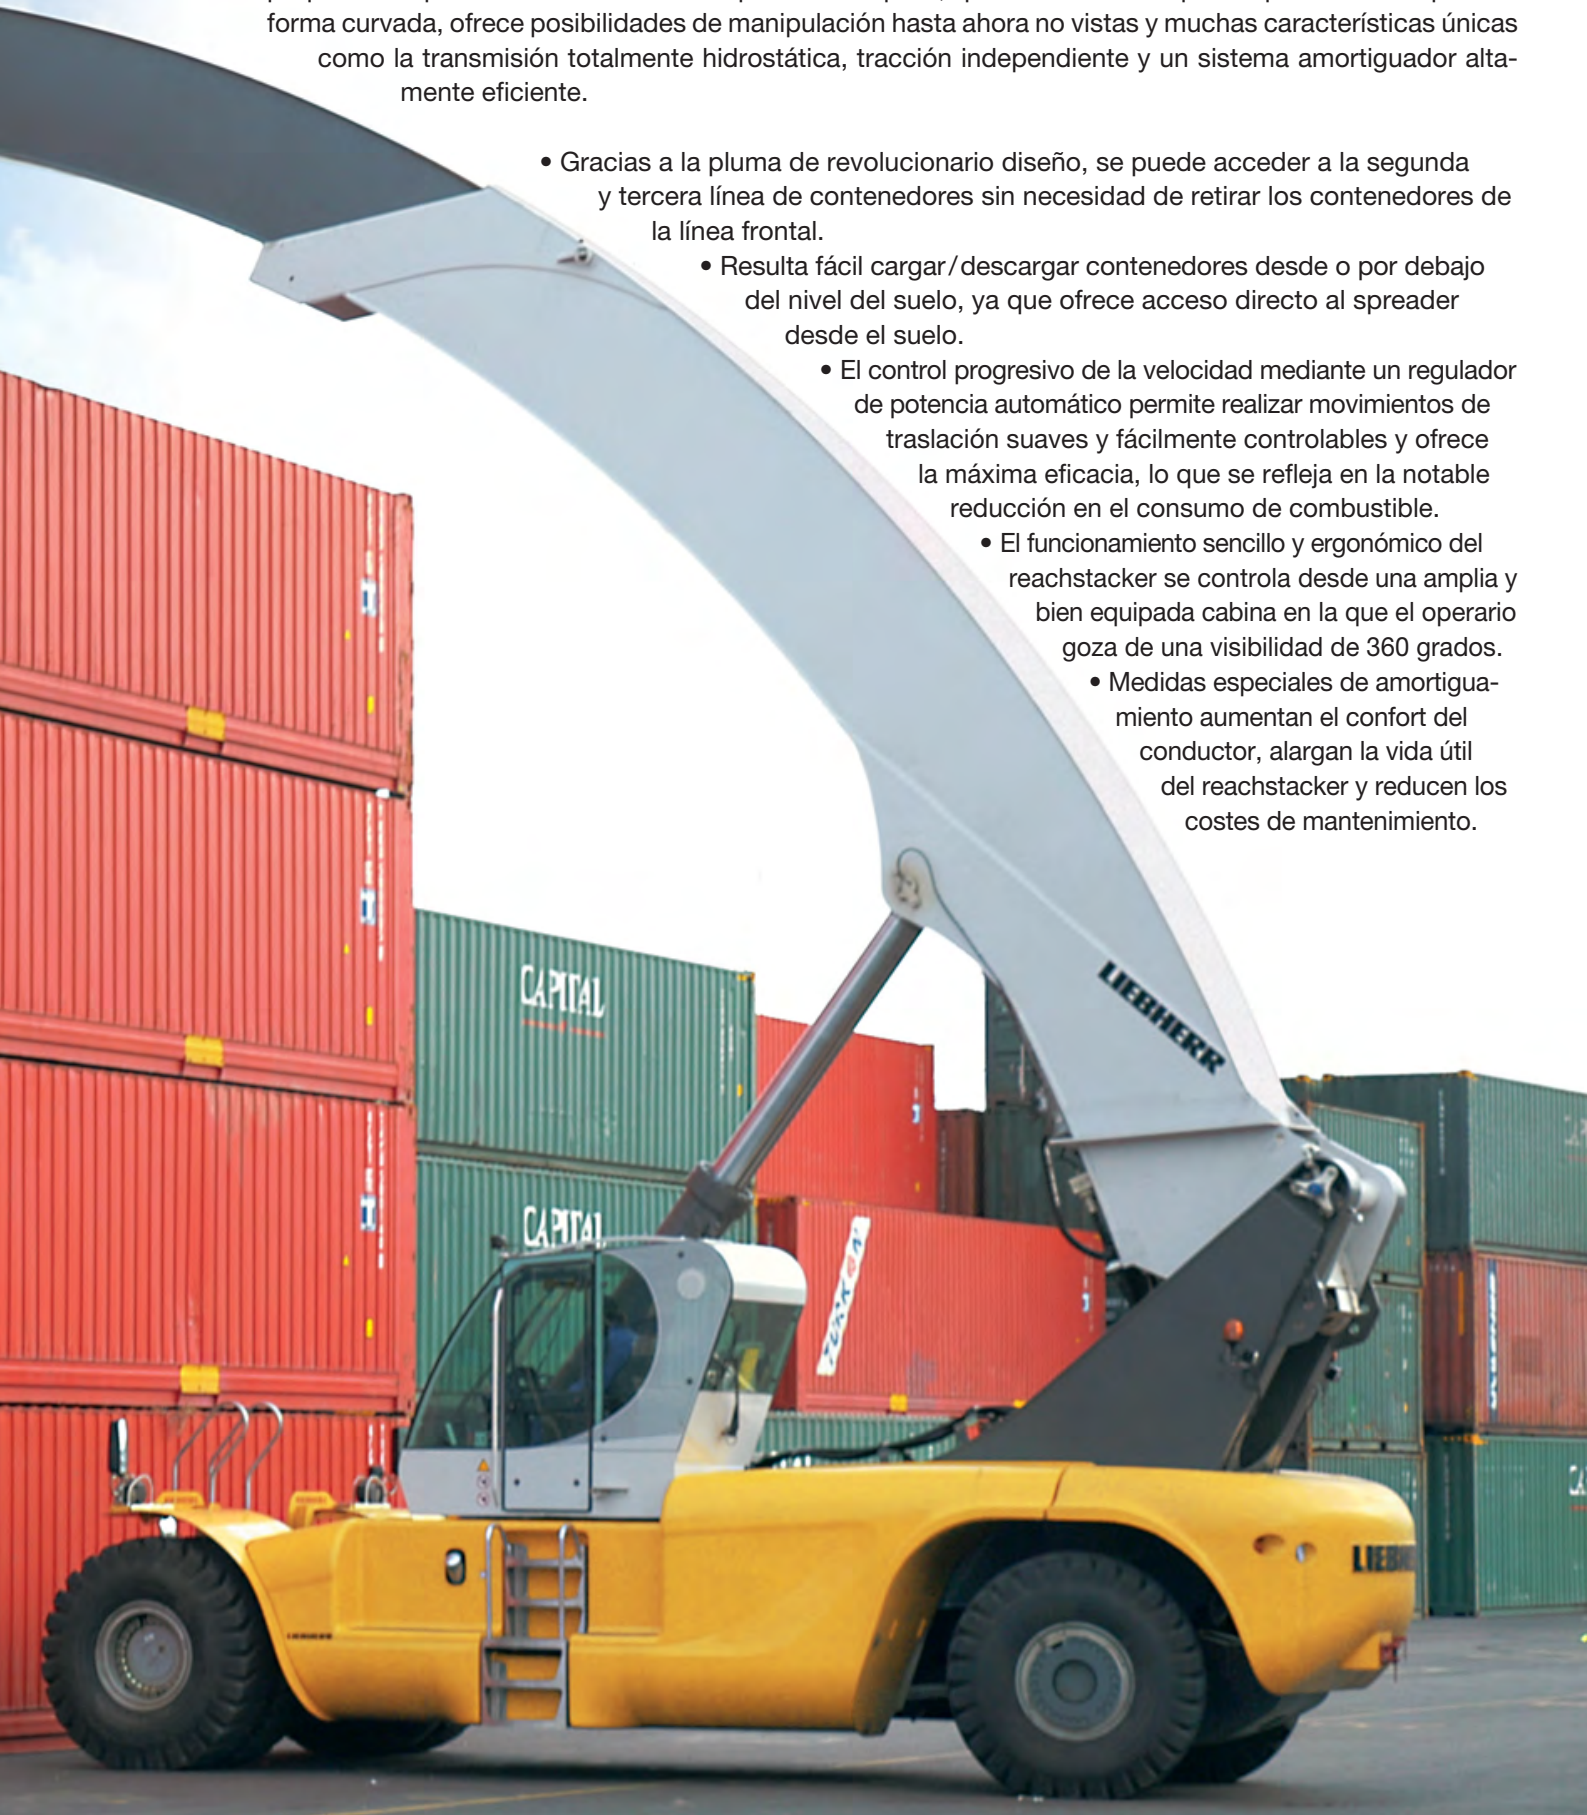 forma curvada, ofrece posibilidades de manipulación hasta ahora no vistas y muchas características únicas
como la transmisión totalmente hidrostática, tracción independiente y un sistema amortiguador alta-
mente eficiente.
• Gracias a la pluma de revolucionario diseño, se puede acceder a la segunda
y tercera línea de contenedores sin necesidad de retirar los contenedores de
la línea frontal.
• Resulta fácil cargar/descargar contenedores desde o por debajo
del nivel del suelo, ya que ofrece acceso directo al spreader
desde el suelo.
• El control progresivo de la velocidad mediante un regulador
de potencia automático permite realizar movimientos de
traslación suaves y fácilmente controlables y ofrece
la máxima eficacia, lo que se refleja en la notable
reducción en el consumo de combustible.
• El funcionamiento sencillo y ergonómico del
reachstacker se controla desde una amplia y
bien equipada cabina en la que el operario
goza de una visibilidad de 360 grados.
• Medidas especiales de amortigua-
miento aumentan el confort del
conductor, alargan la vida útil
del reachstacker y reducen los
costes de mantenimiento.
CAPITAL
LIEBHERR
CAPITAL